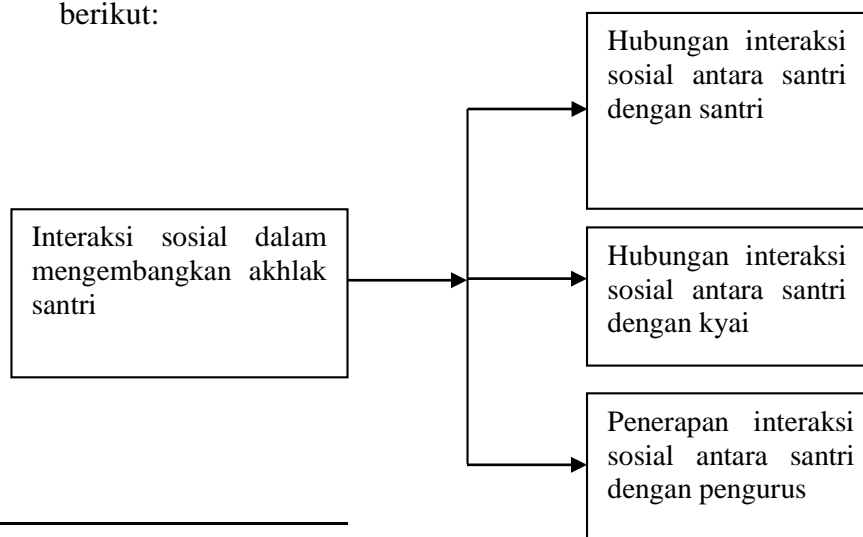 berikut:
Hubungan interaksi
sosial antara santri
dengan santri
Interaksi sosial dalam
mengembangkan akhlak
santri
Hubungan interaksi
sosial antara santri
dengan kyai
Penerapan interaksi
sosial antara santri
dengan pengurus